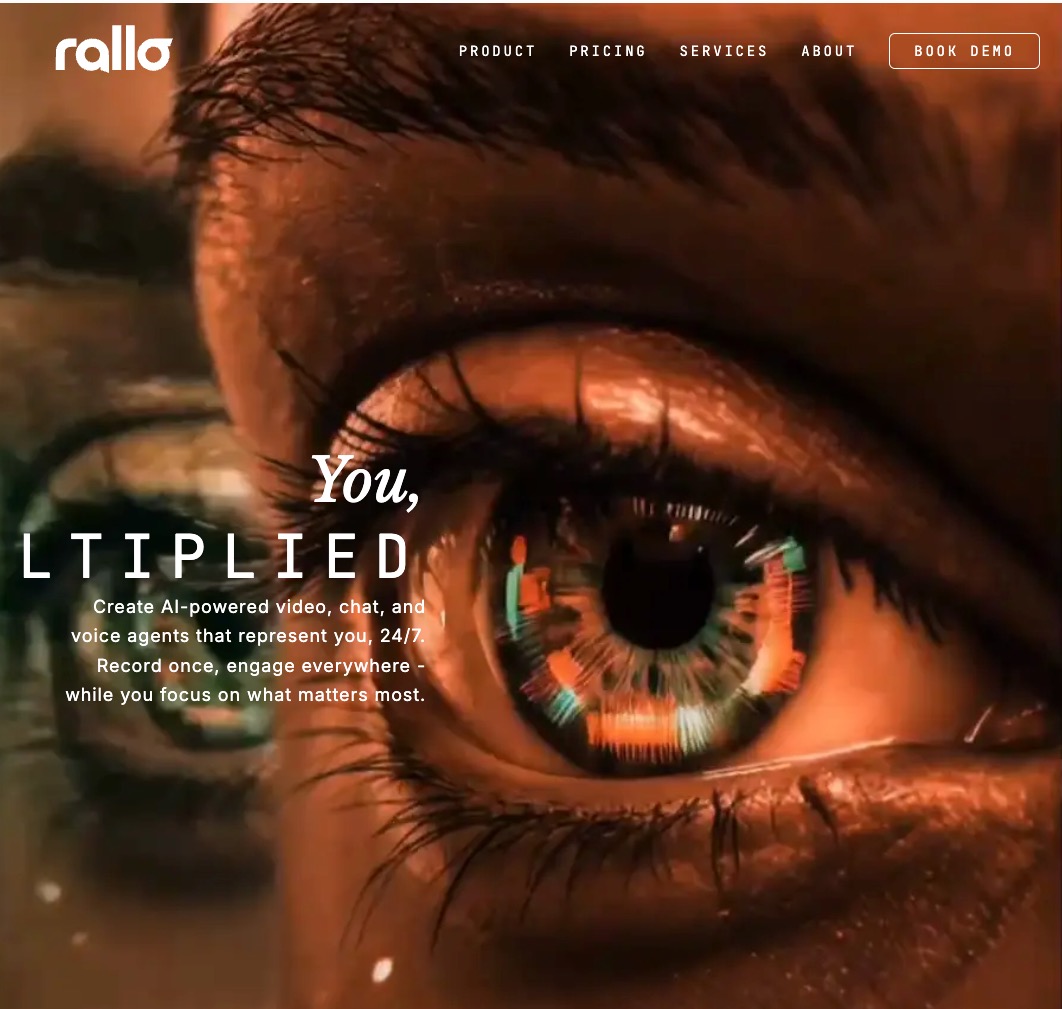 rallo
PRODUCT PRICING SERVICES ABOUT BOOK DEMO
You,
LTIPLIED
Create AI-powered video, chat, and
voice agents that represent you, 24/7.
Record once, engage everywhere -
while you focus on what matters most.